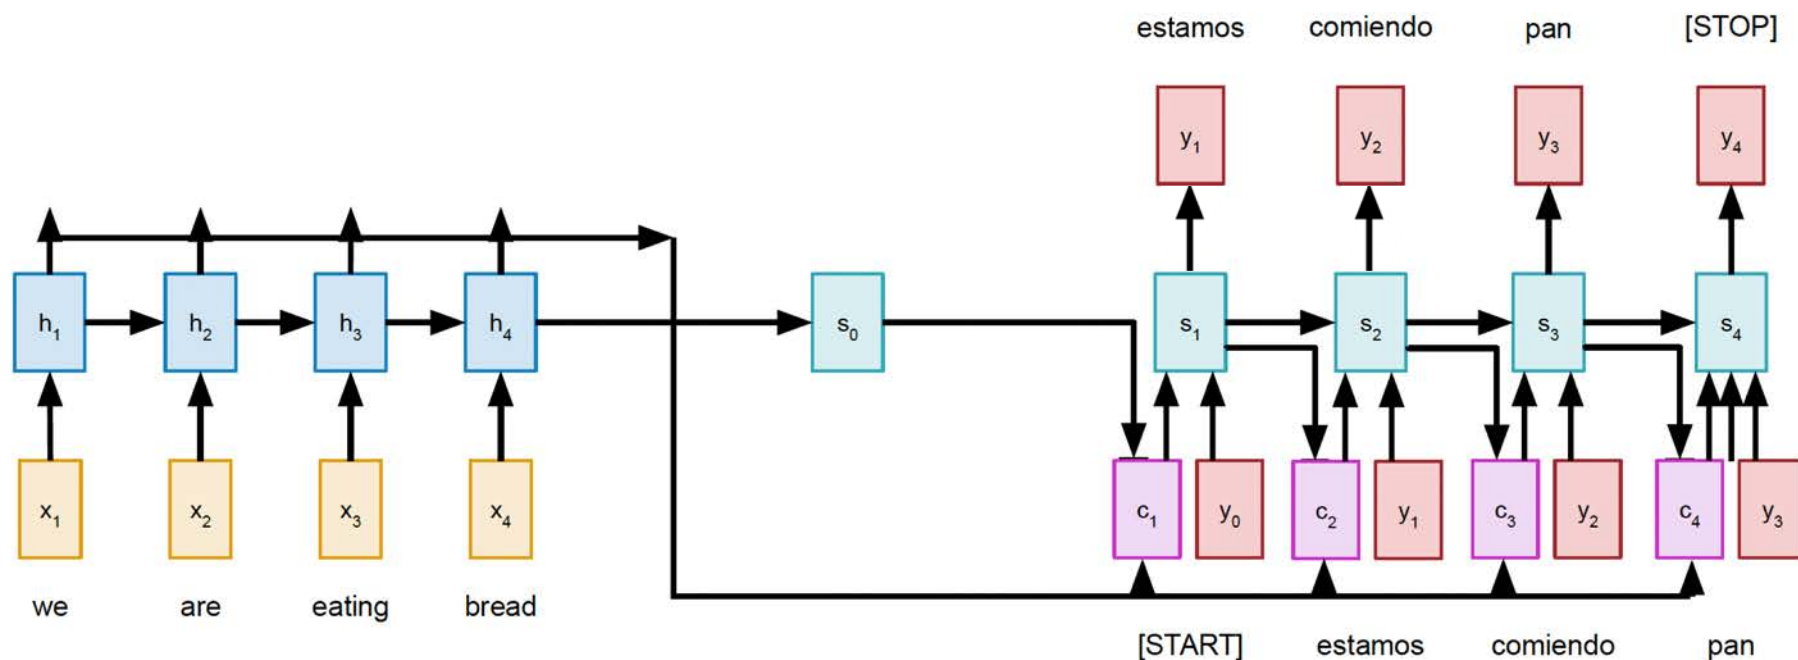 estamos comiendo pan [STOP]
y₁ y₂ y₃ y₄
h₁ h₂ h₃ h₄ s₀ s₁ s₂ s₃ s₄
x₁ x₂ x₃ x₄ c₁ y₀ c₂ y₁ c₃ y₂ c₄ y₃
we are eating bread
[START] estamos comiendo pan